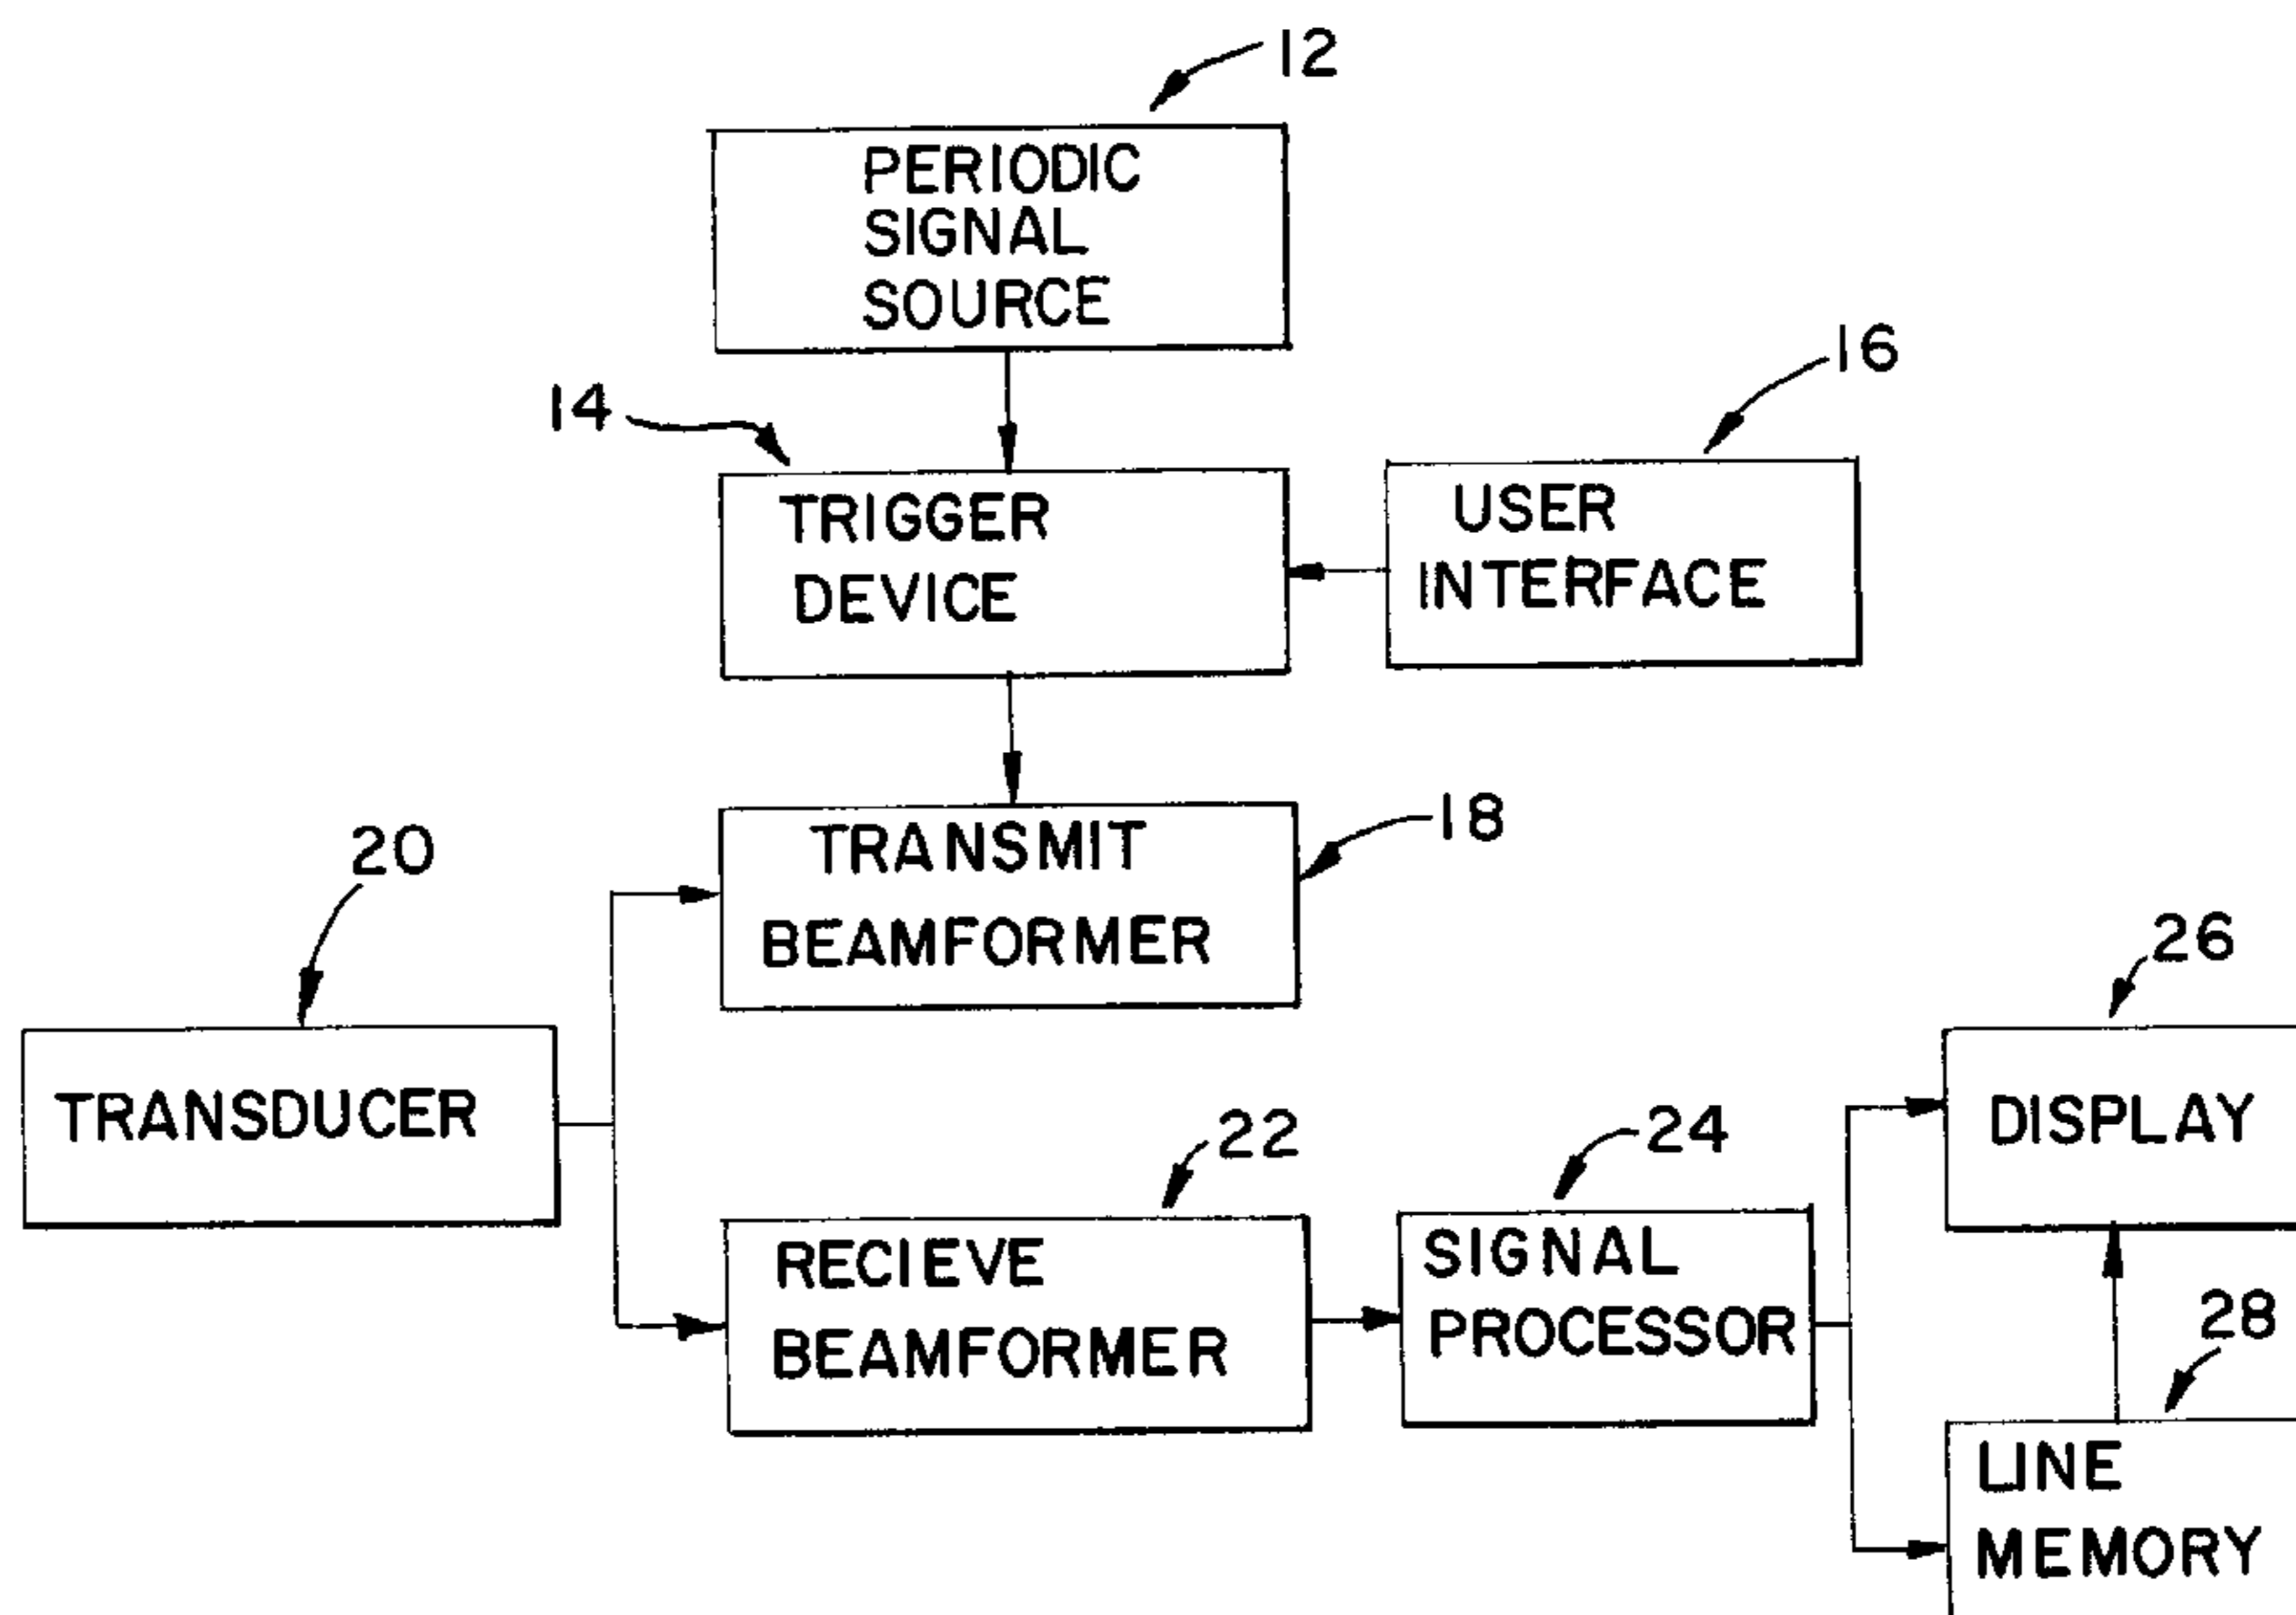 12
PERIODIC
SIGNAL
SOURCE
14
16
TRIGGER
DEVICE
USER
INTERFACE
18
20
TRANSMIT
BEAMFORMER
26
TRANSDUCER
DISPLAY
22
24
RECIEVE
BEAMFORMER
SIGNAL
PROCESSOR
28
LINE
MEMORY